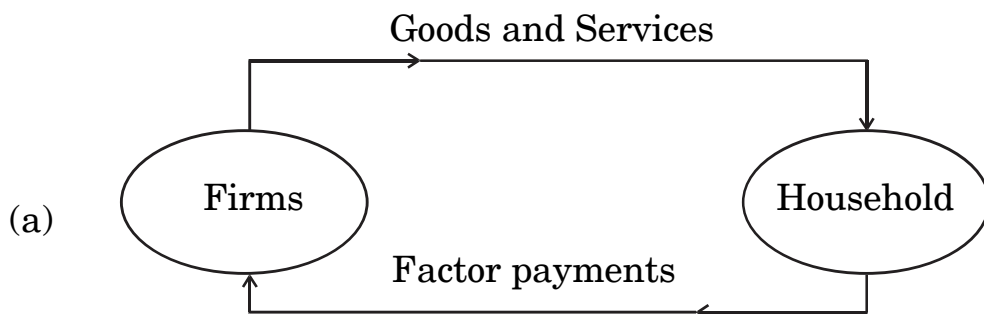 Goods and Services
Firms
Household
(a)
Factor payments